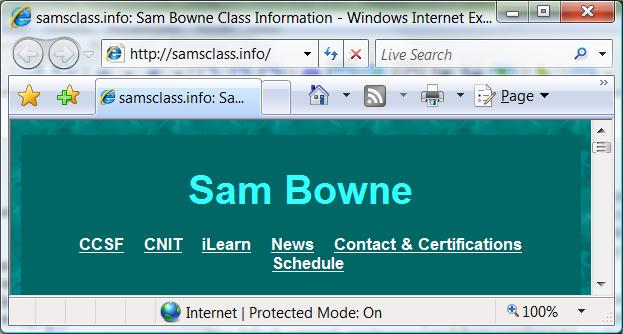 samsclass.info: Sam Bowne Class Information - Windows Internet Ex...
http://samsclass.info/ Live Search
samsclass.info: Sa... Page
Sam Bowne
CCSF CNIT iLearn News Contact & Certifications
Schedule
Internet | Protected Mode: On 100%